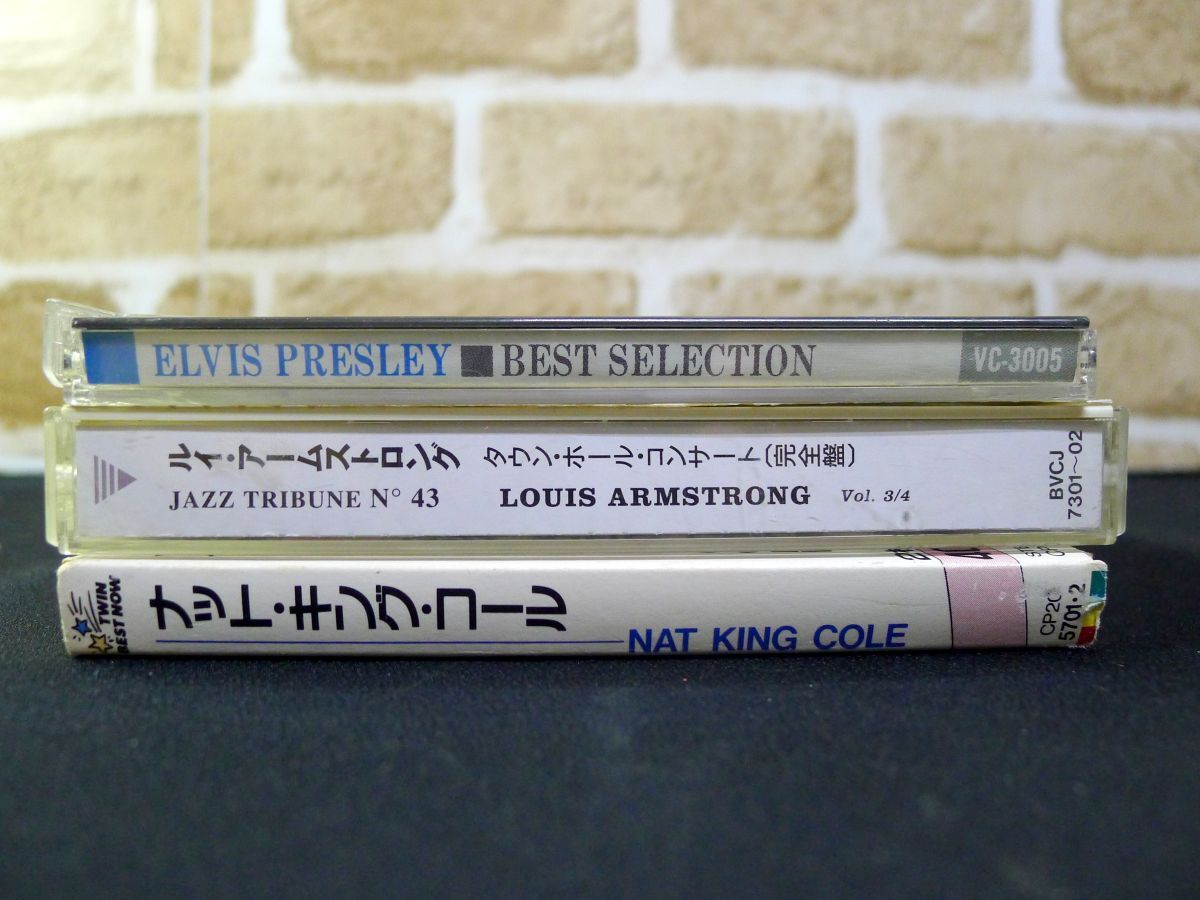 ELVIS PRESLEY■BEST SELECTION
VC-3005
ルイ・アームストロング タウン・ホール・コンサート〔完全盤〕
JAZZ TRIBUNE N° 43 LOUIS ARMSTRONG Vol. 3/4
BVCJ
7301~02
TWIN
BEST NOW
ナット・キング・コール
NAT KING COLE
5701・2